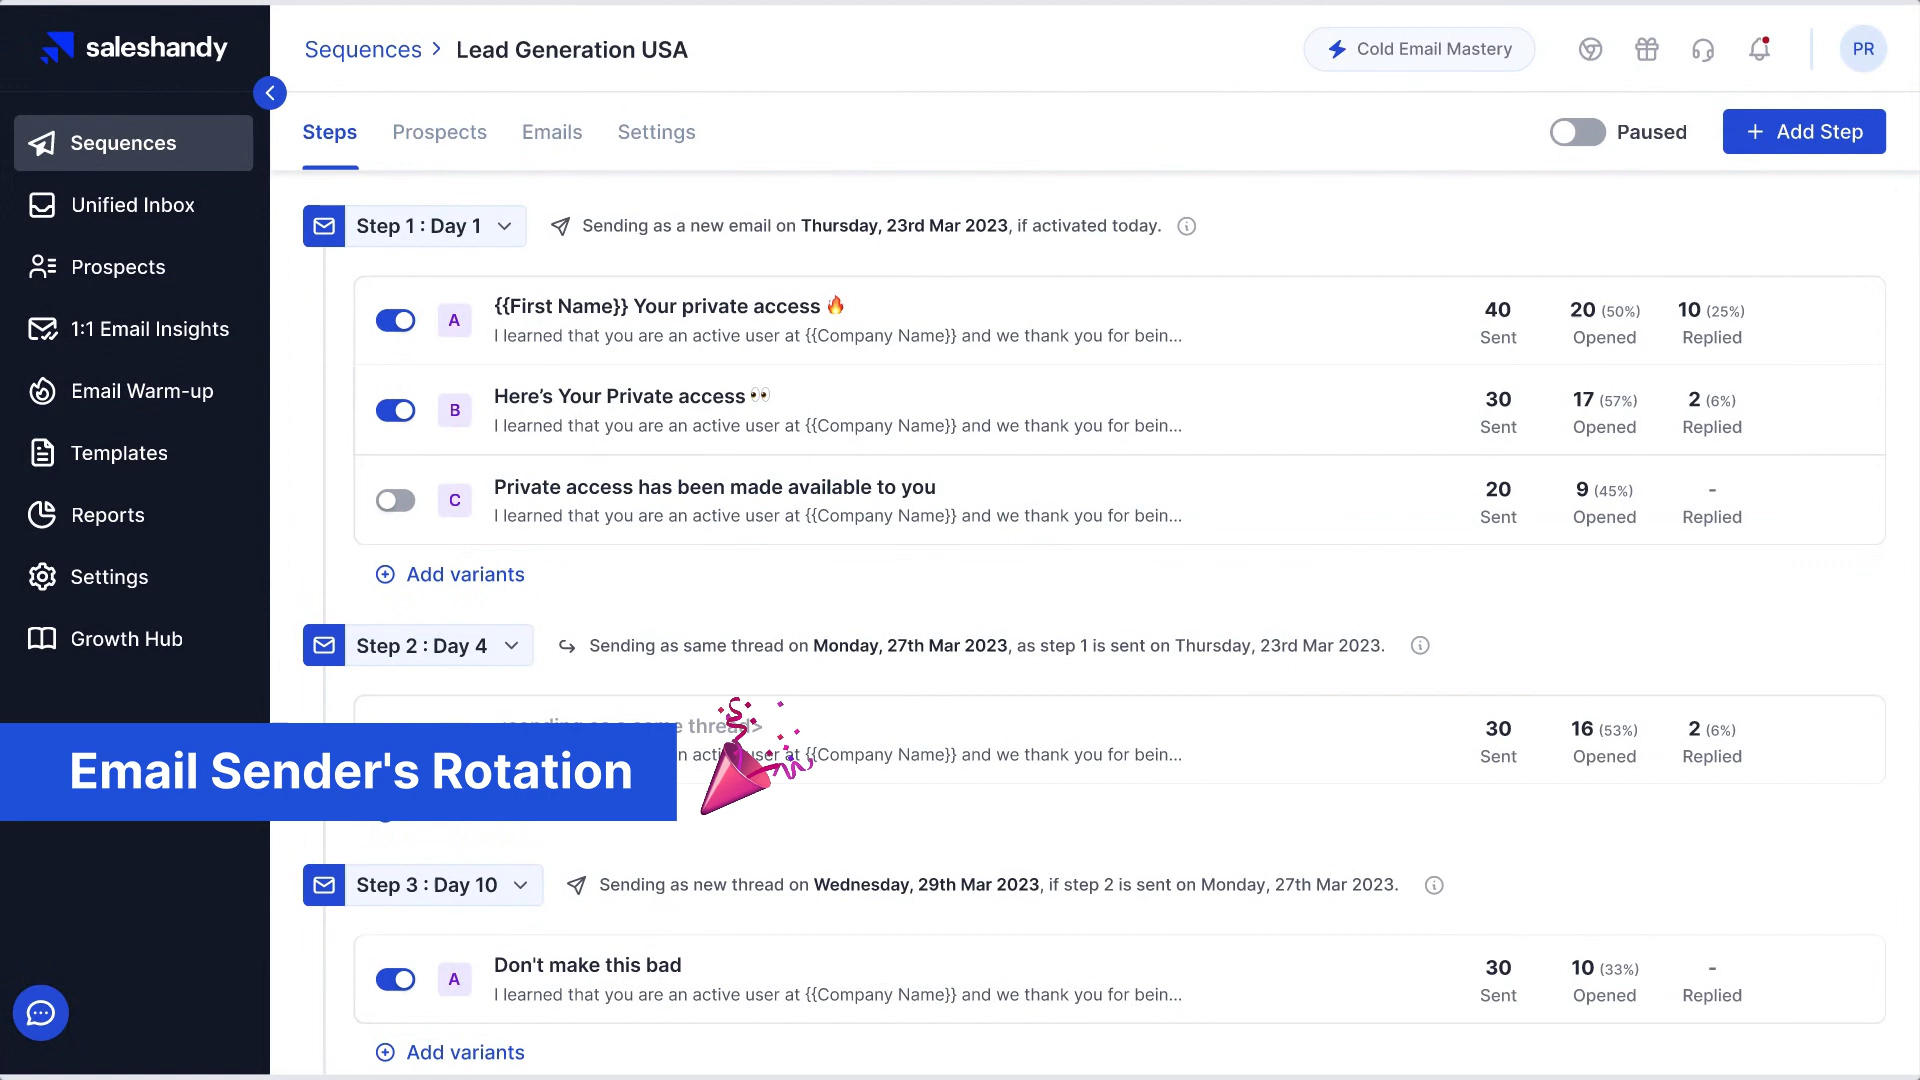 saleshandy
Sequences > Lead Generation USA
Cold Email Mastery
PR
Sequences
Unified Inbox
Prospects
1:1 Email Insights
Email Warm-up
Templates
Reports
Settings
Growth Hub
Steps Prospects Emails Settings
Paused
+ Add Step
Step 1 : Day 1
Sending as a new email on Thursday, 23rd Mar 2023, if activated today.
A
{{First Name}} Your private access 🔥
I learned that you are an active user at {{Company Name}} and we thank you for bein...
40 20 (50%) 10 (25%)
Sent Opened Replied
B
Here’s Your Private access 👀
I learned that you are an active user at {{Company Name}} and we thank you for bein...
30 17 (57%) 2 (6%)
Sent Opened Replied
C
Private access has been made available to you
I learned that you are an active user at {{Company Name}} and we thank you for bein...
20 9 (45%) -
Sent Opened Replied
Add variants
Step 2 : Day 4
Sending as same thread on Monday, 27th Mar 2023, as step 1 is sent on Thursday, 23rd Mar 2023.
at {{Company Name}} and we thank you for bein...
30 16 (53%) 2 (6%)
Sent Opened Replied
Email Sender's Rotation
Step 3 : Day 10
Sending as new thread on Wednesday, 29th Mar 2023, if step 2 is sent on Monday, 27th Mar 2023.
A
Don't make this bad
I learned that you are an active user at {{Company Name}} and we thank you for bein...
30 10 (33%) -
Sent Opened Replied
Add variants